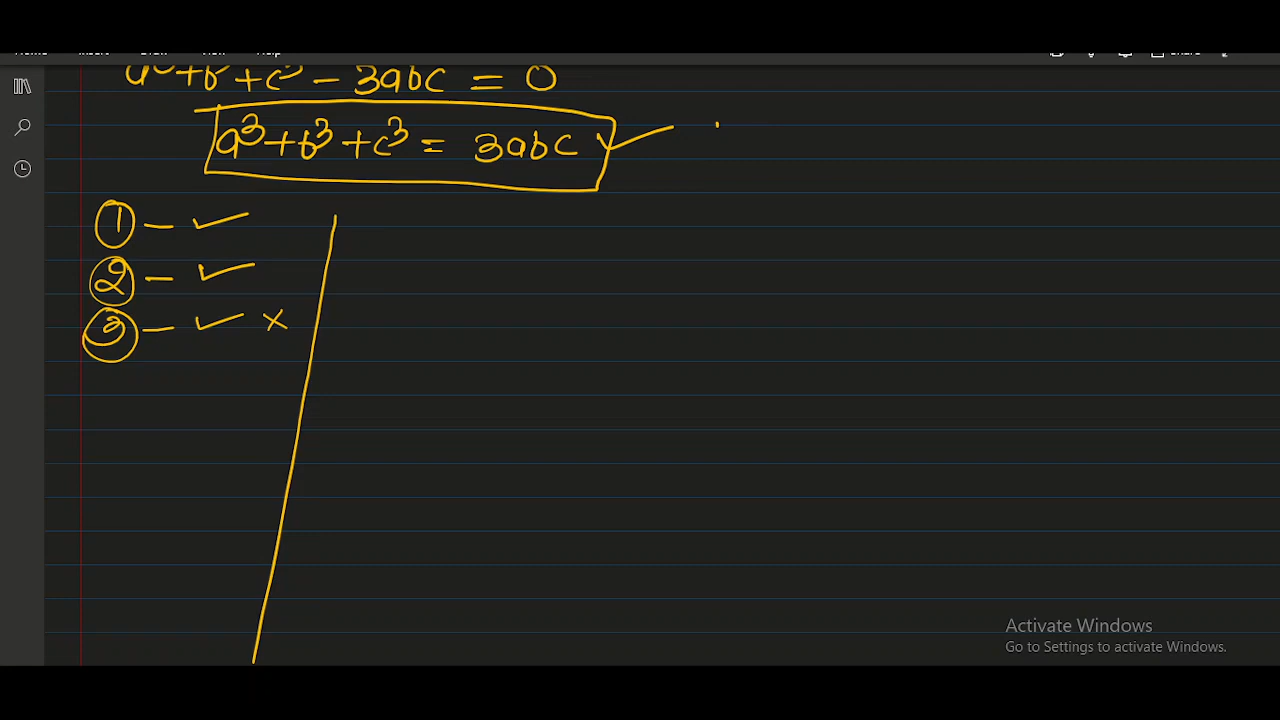 a³+b³+c³-3abc = 0
a³+b³+c³ = 3abc ✓
① - ✓
② - ✓
③ - ✓ ×
Activate Windows
Go to Settings to activate Windows.